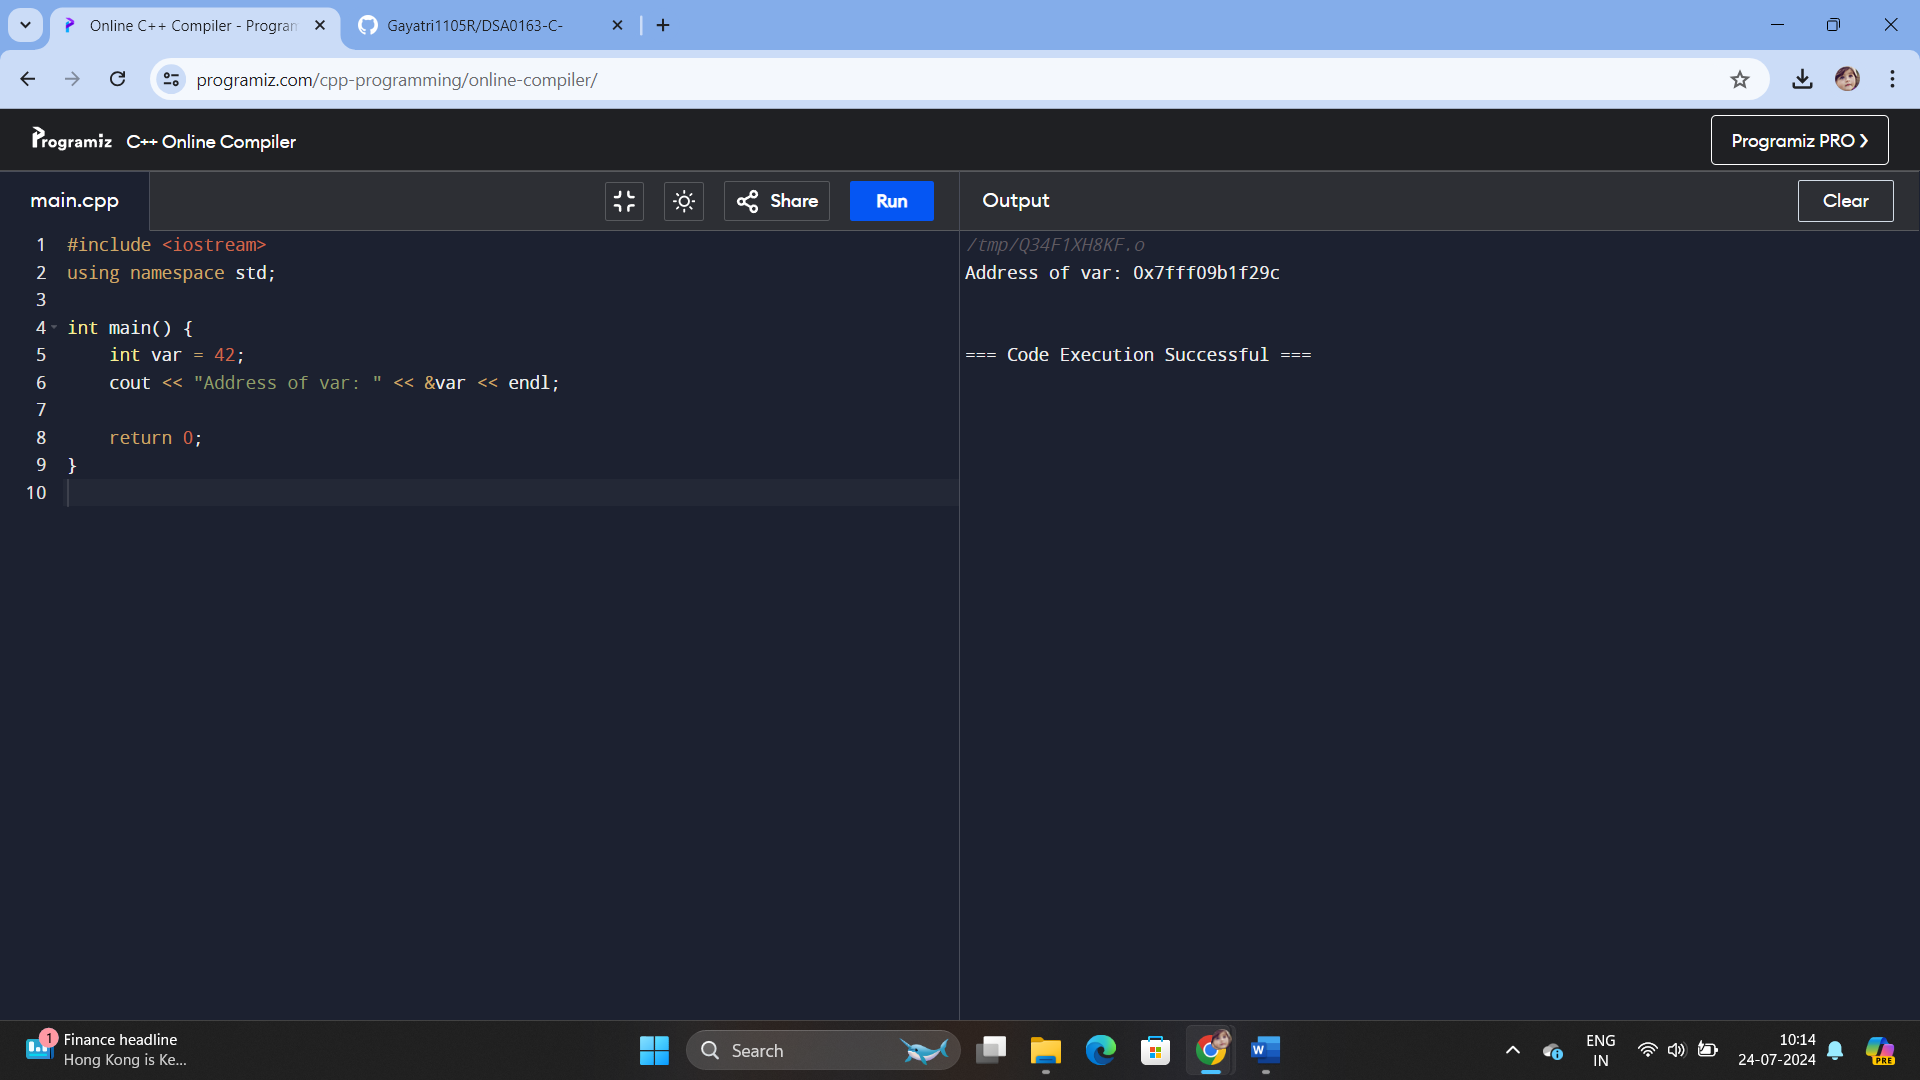 Online C++ Compiler - Program
Gayatri1105R/DSA0163-C-
programiz.com/cpp-programming/online-compiler/
Programiz C++ Online Compiler
Programiz PRO
main.cpp
Share
Run
Output
Clear
1 #include <iostream>
2 using namespace std;
3
4 int main() {
5     int var = 42;
6     cout << "Address of var: " << &var << endl;
7
8     return 0;
9 }
10
/tmp/Q34F1XH8KF.o
Address of var: 0x7fff09b1f29c
=== Code Execution Successful ===
1
Finance headline
Hong Kong is Ke...
Search
W
ENG
IN
10:14
24-07-2024
PRE